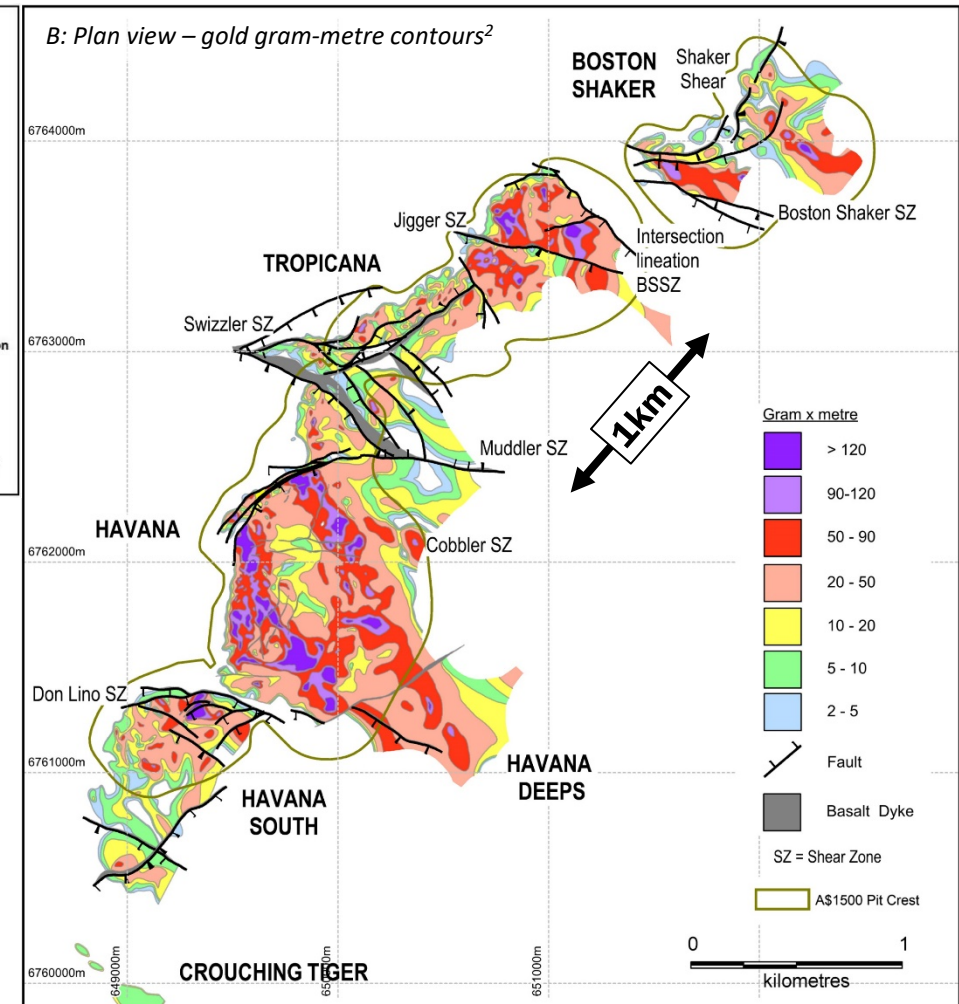 B: Plan view – gold gram-metre contours²
BOSTON
SHAKER
Shaker
Shear
6764000m
Boston Shaker SZ
Jigger SZ
Intersection
lineation
BSSZ
TROPICANA
Swizzler SZ
on
6763000m
1km
Muddler SZ
HAVANA
Cobbler SZ
6762000m
Don Lino SZ
6761000m
HAVANA
DEEPS
HAVANA
SOUTH
6760000m
CROUCHING TIGER
649000m
650000m
651000m
Gram x metre
> 120
90-120
50 - 90
20 - 50
10 - 20
5 - 10
2 - 5
Fault
Basalt Dyke
SZ = Shear Zone
A$1500 Pit Crest
0 1
kilometres